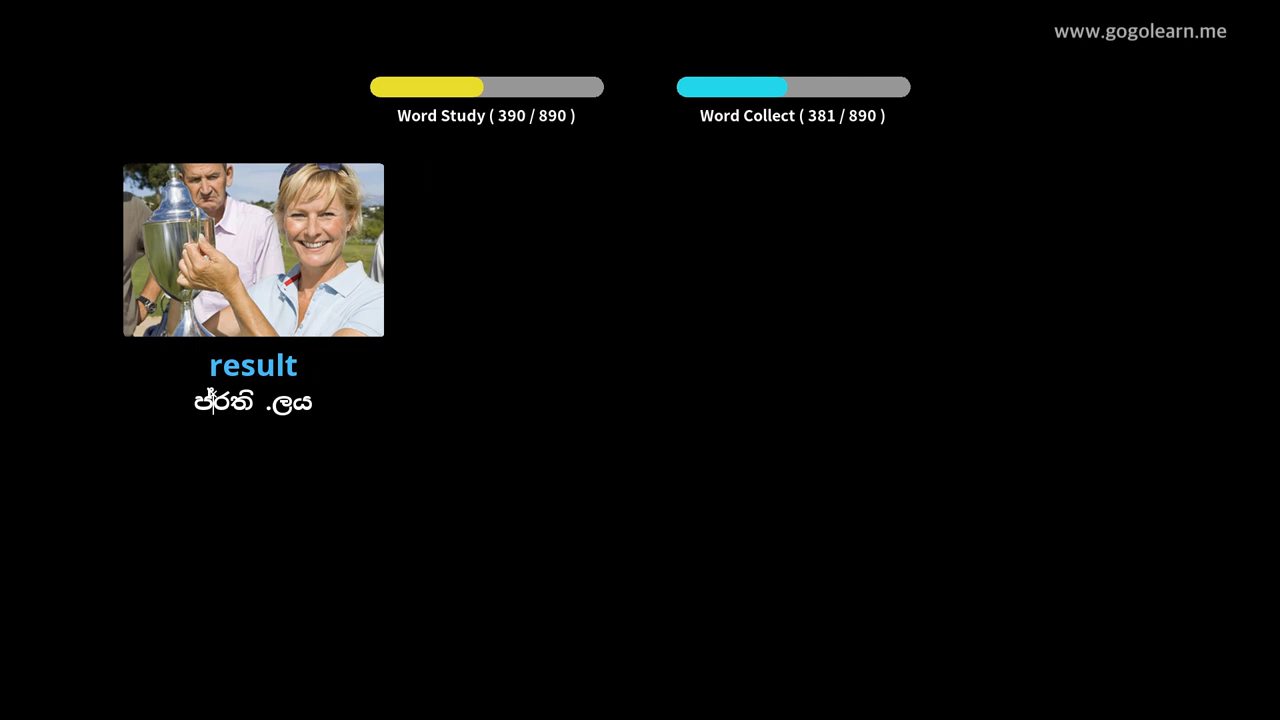 www.gogolearn.me
Word Study ( 390 / 890 )
Word Collect ( 381 / 890 )
result
ප්‍රති .ලය